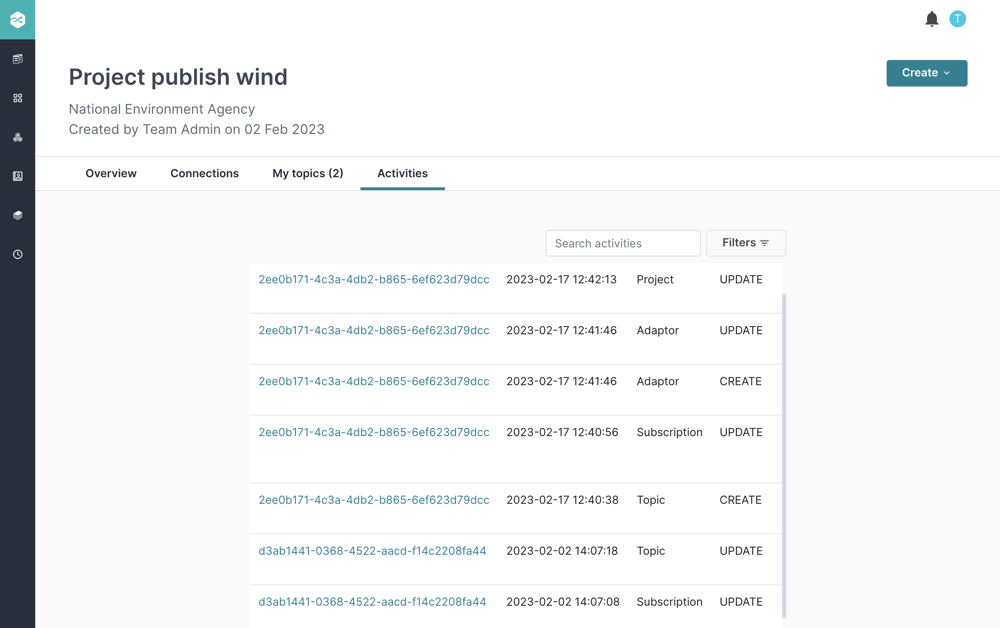 T
Project publish wind
Create
National Environment Agency
Created by Team Admin on 02 Feb 2023
Overview Connections My topics (2) Activities
Search activities Filters
2ee0b171-4c3a-4db2-b865-6ef623d79dcc 2023-02-17 12:42:13 Project UPDATE
2ee0b171-4c3a-4db2-b865-6ef623d79dcc 2023-02-17 12:41:46 Adaptor UPDATE
2ee0b171-4c3a-4db2-b865-6ef623d79dcc 2023-02-17 12:41:46 Adaptor CREATE
2ee0b171-4c3a-4db2-b865-6ef623d79dcc 2023-02-17 12:40:56 Subscription UPDATE
2ee0b171-4c3a-4db2-b865-6ef623d79dcc 2023-02-17 12:40:38 Topic CREATE
d3ab1441-0368-4522-aacd-f14c2208fa44 2023-02-02 14:07:18 Topic UPDATE
d3ab1441-0368-4522-aacd-f14c2208fa44 2023-02-02 14:07:08 Subscription UPDATE